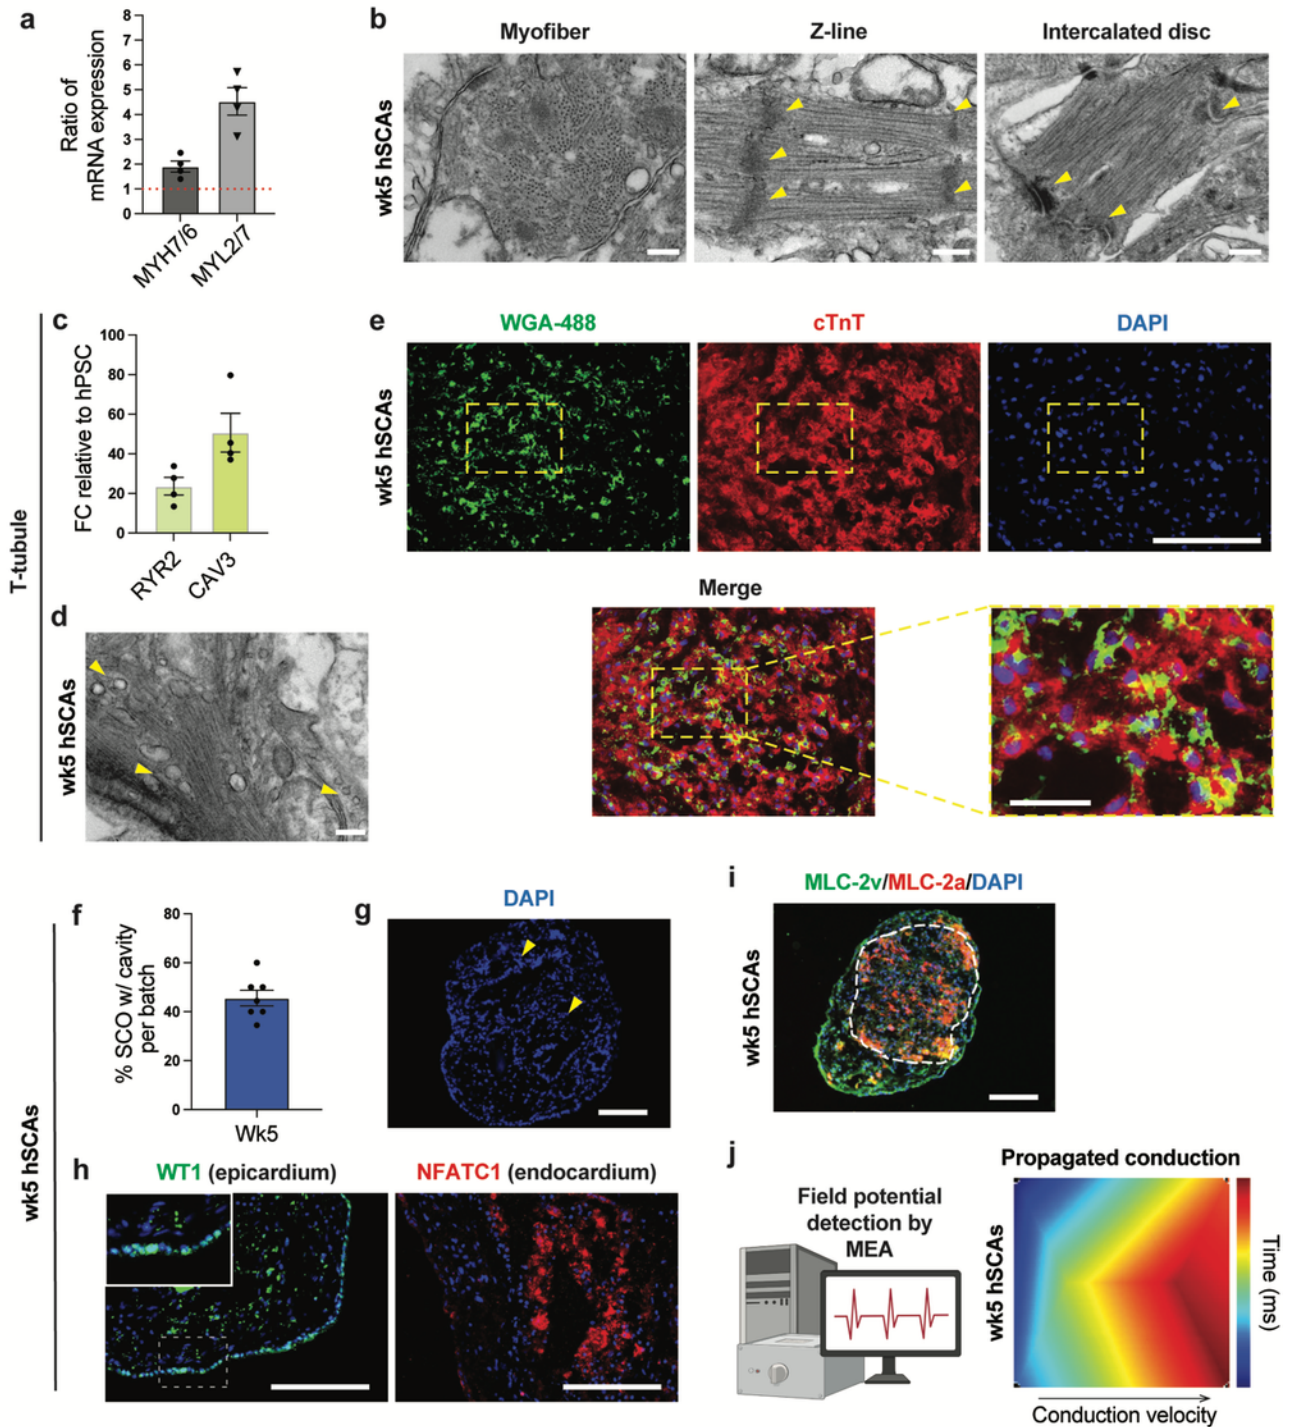 a
8
7
6
5
4
3
2
1
0
Ratio of
mRNA expression
MYH7/6
MYL2/7
b
Myofiber
Z-line
Intercalated disc
wk5 hSCAs
T-tubule
c
100
80
60
40
20
0
FC relative to hPSC
RYR2
CAV3
d
wk5 hSCAs
e
WGA-488
cTnT
DAPI
wk5 hSCAs
Merge
wk5 hSCAs
f
80
60
40
20
0
% SCO w/ cavity
per batch
Wk5
g
DAPI
h
WT1 (epicardium)
NFATC1 (endocardium)
i
MLC-2v/MLC-2a/DAPI
wk5 hSCAs
j
Field potential
detection by
MEA
Propagated conduction
wk5 hSCAs
Time (ms)
Conduction velocity